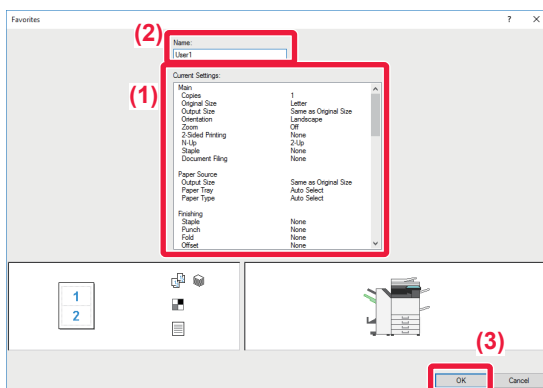 Favorites ? X
(2)
Name:
User1
(1)
Current Settings:
Main
Copies 1
Original Size Letter
Output Size Same as Original Size
Orientation Landscape
Zoom Off
2-Sided Printing None
N-Up 2-Up
Staple None
Document Filing None
Paper Source
Output Size Same as Original Size
Paper Tray Auto Select
Paper Type Auto Select
Finishing
Staple None
Punch None
Fold None
Offset None
1
2
(3)
OK Cancel